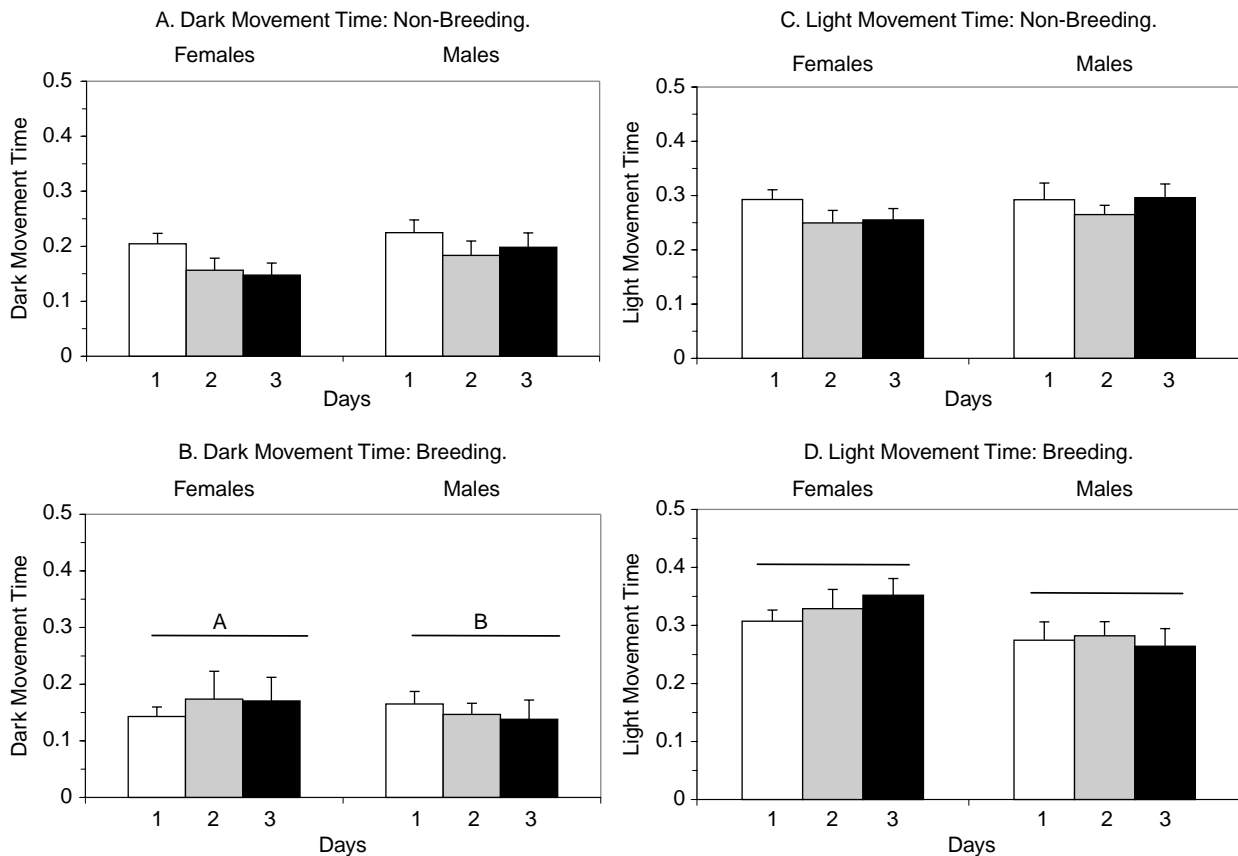 A. Dark Movement Time: Non-Breeding.
Females Males
Dark Movement Time
0.5
0.4
0.3
0.2
0.1
0
1 2 3 1 2 3
Days
C. Light Movement Time: Non-Breeding.
Females Males
Light Movement Time
0.5
0.4
0.3
0.2
0.1
0
1 2 3 1 2 3
Days
B. Dark Movement Time: Breeding.
Females Males
Dark Movement Time
0.5
0.4
0.3
0.2
0.1
0
A B
1 2 3 1 2 3
Days
D. Light Movement Time: Breeding.
Females Males
Light Movement Time
0.5
0.4
0.3
0.2
0.1
0
1 2 3 1 2 3
Days